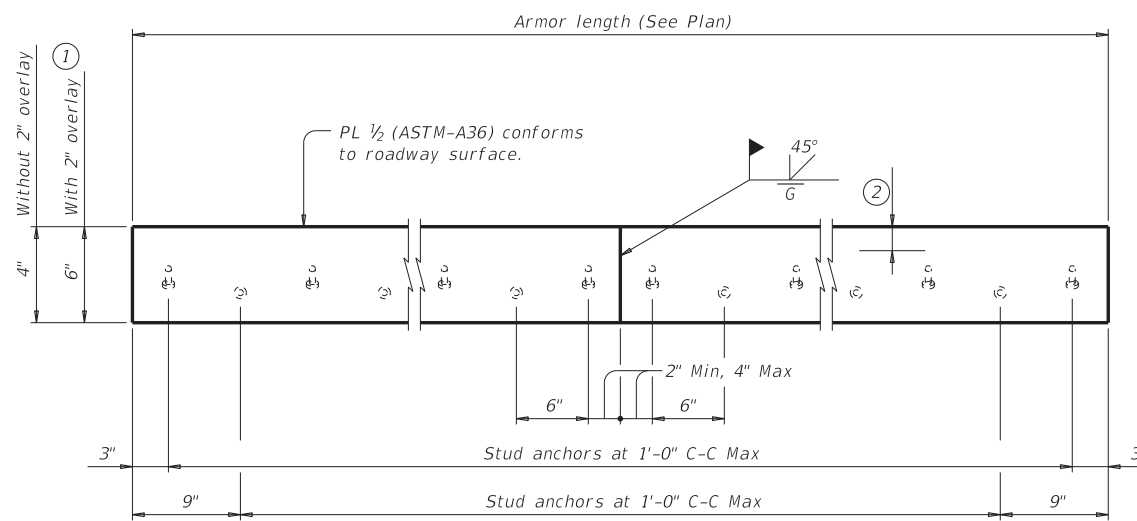 Armor length (See Plan)
Without 2" overlay
With 2" overlay
1
PL ½ (ASTM-A36) conforms
to roadway surface.
45°
G
2
4"
6"
2" Min, 4" Max
6"
6"
3"
Stud anchors at 1'-0" C-C Max
3
9"
Stud anchors at 1'-0" C-C Max
9"